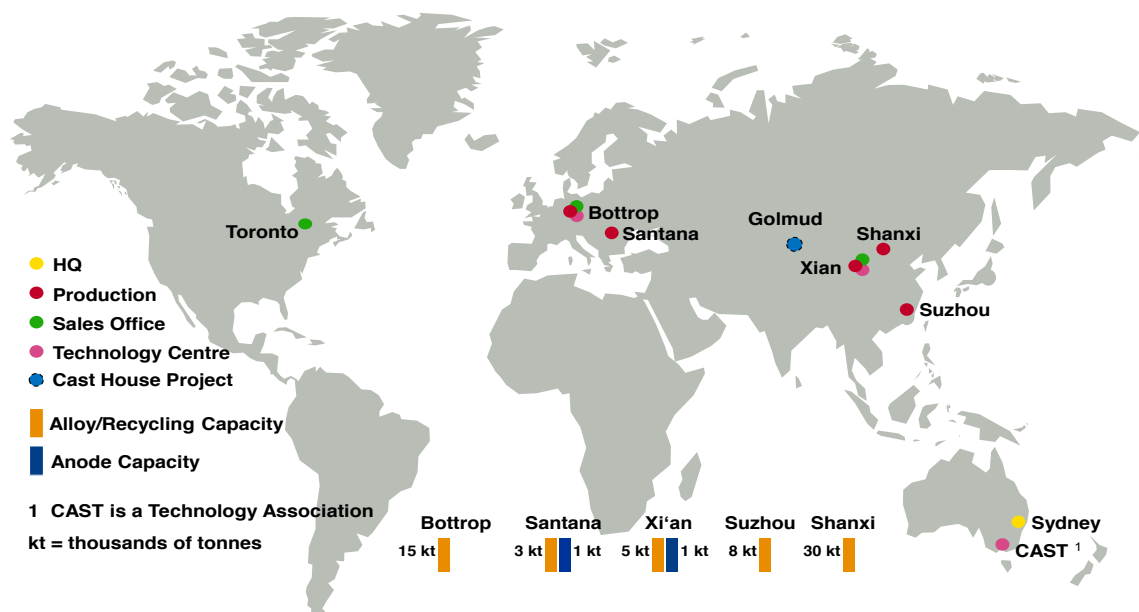 Toronto
Bottrop
Santana
Golmud
Shanxi
Xian
Suzhou
HQ
Production
Sales Office
Technology Centre
Cast House Project
Alloy/Recycling Capacity
Anode Capacity
1 CAST is a Technology Association
kt = thousands of tonnes
Bottrop Santana Xi‘an Suzhou Shanxi
15 kt 3 kt 1 kt 5 kt 1 kt 8 kt 30 kt
Sydney
CAST 1